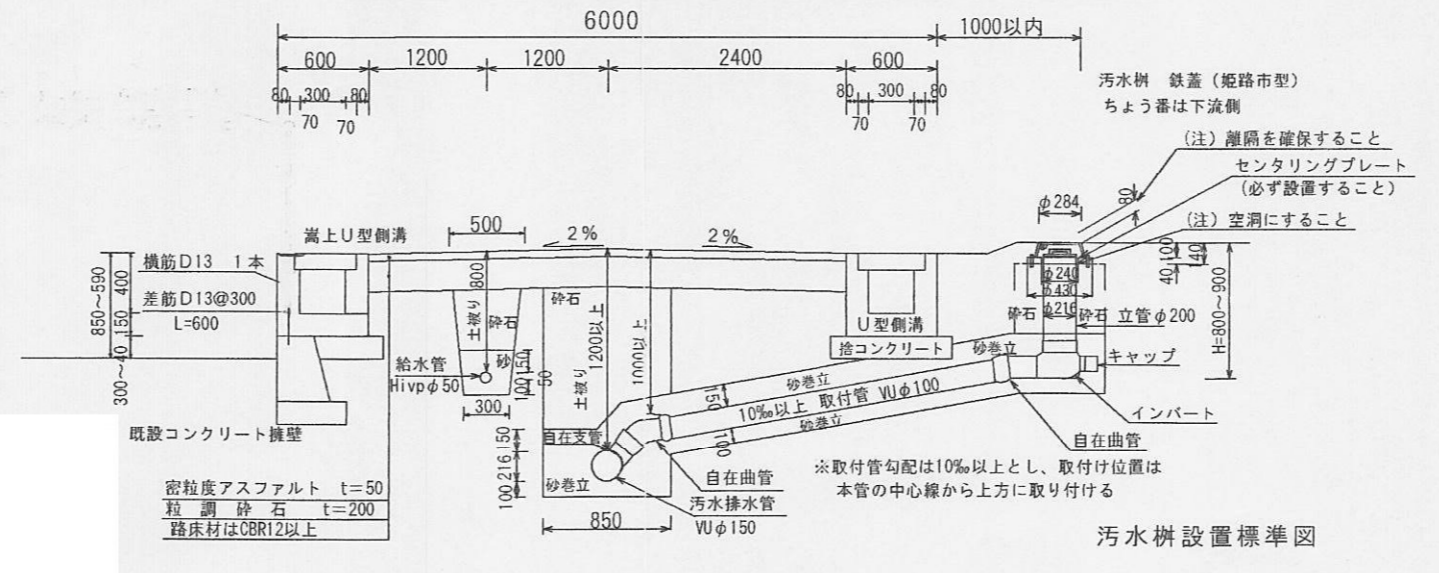 6000
1000以内
600
1200
1200
2400
600
80 300 80
70 70
80 300 80
70 70
汚水桝 鉄蓋（姫路市型）
ちょう番は下流側
(注) 離隔を確保すること
センタリングプレート
(必ず設置すること)
(注) 空洞にすること
80
φ284
嵩上U型側溝
500
2%
2%
横筋D13 1本
差筋D13@300
L=600
850～590
400
150
40
300～
800
土被り
砕石
砂
給水管
Hivpφ50
150
100
50
300
砕石
1200以上
土被り
1000以上
U型側溝
捨コンクリート
100
140
40
φ240
φ430
φ216
砕石
砕石
立管φ200
H=800～900
砂巻立
キャップ
インバート
自在曲管
砂巻立
150
10‰以上 取付管 VUφ100
砂巻立
100
既設コンクリート擁壁
自在支管
150
216
100
砂巻立
自在曲管
汚水排水管
VUφ150
850
※取付管勾配は10‰以上とし、取付け位置は
本管の中心線から上方に取り付ける
密粒度アスファルト t=50
粒調砕石 t=200
路床材はCBR12以上
汚水桝設置標準図